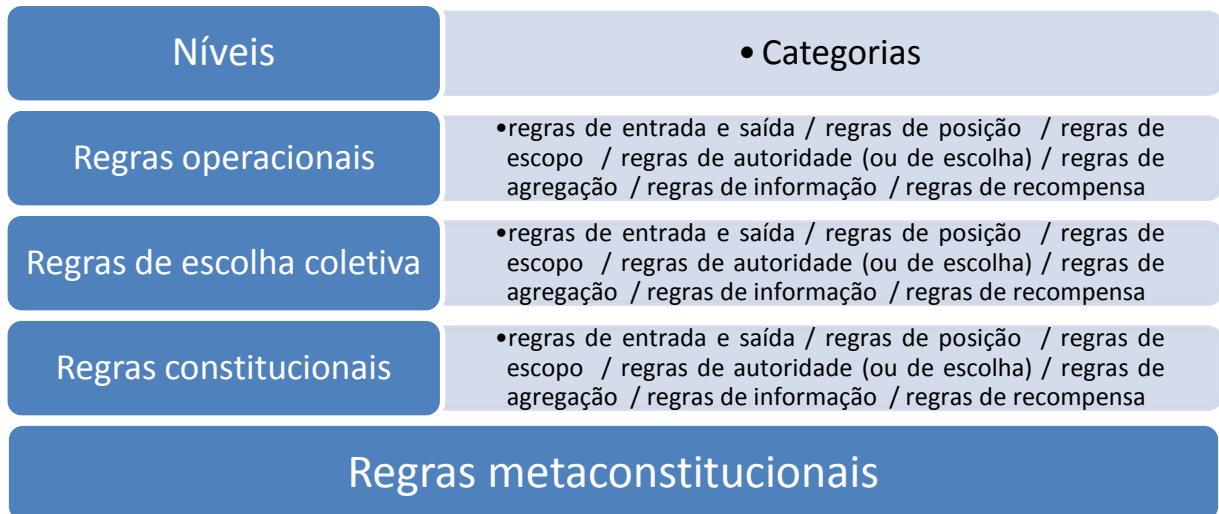 Níveis
• Categorias
Regras operacionais
•regras de entrada e saída / regras de posição / regras de
escopo / regras de autoridade (ou de escolha) / regras de
agregação / regras de informação / regras de recompensa
Regras de escolha coletiva
•regras de entrada e saída / regras de posição / regras de
escopo / regras de autoridade (ou de escolha) / regras de
agregação / regras de informação / regras de recompensa
Regras constitucionais
•regras de entrada e saída / regras de posição / regras de
escopo / regras de autoridade (ou de escolha) / regras de
agregação / regras de informação / regras de recompensa
Regras metaconstitucionais